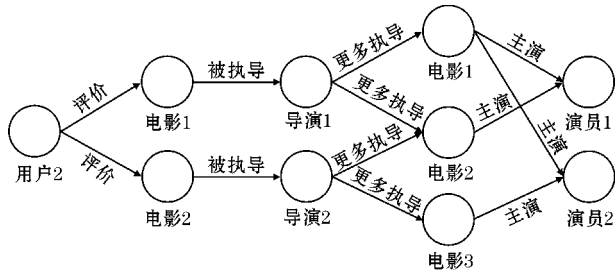 更多执导
主演
电影1
评价
被执导
更多执导
主演
电影1
导演1
演员1
主演
用户2
评价
被执导
更多执导
电影2
更多执导
电影2
导演2
主演
演员2
电影3